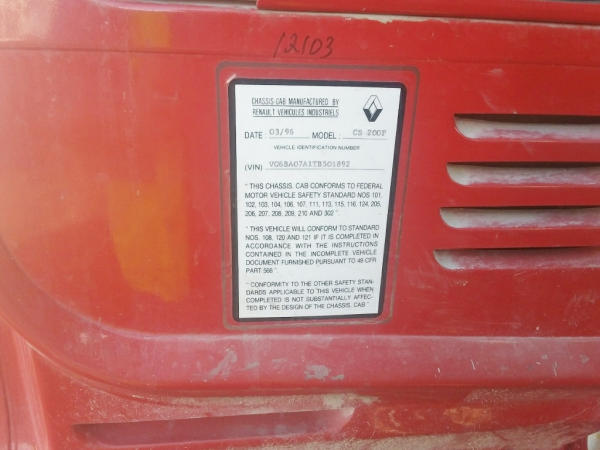 12103
CHASSIS-CAB MANUFACTURED BY
RENAULT VEHICULES INDUSTRIELS
DATE 03/96 MODEL: CS 200P
VEHICLE IDENTIFICATION NUMBER
(VIN) VG6BA07A1TB501892
" THIS CHASSIS. CAB CONFORMS TO FEDERAL
MOTOR VEHICLE SAFETY STANDARD NOS 101,
102, 103, 104, 106, 107, 111, 113, 115, 116, 124, 205,
206, 207, 208, 209, 210 AND 302 ".
" THIS VEHICLE WILL CONFORM TO STANDARD
NOS. 108, 120 AND 121 IF IT IS COMPLETED IN
ACCORDANCE WITH THE INSTRUCTIONS
CONTAINED IN THE INCOMPLETE VEHICLE
DOCUMENT FURNISHED PURSUANT TO 49 CFR
PART 568 ".
" CONFORMITY TO THE OTHER SAFETY STAN-
DARDS APPLICABLE TO THIS VEHICLE WHEN
COMPLETED IS NOT SUBSTANTIALLY AFFEC-
TED BY THE DESIGN OF THE CHASSIS. CAB "